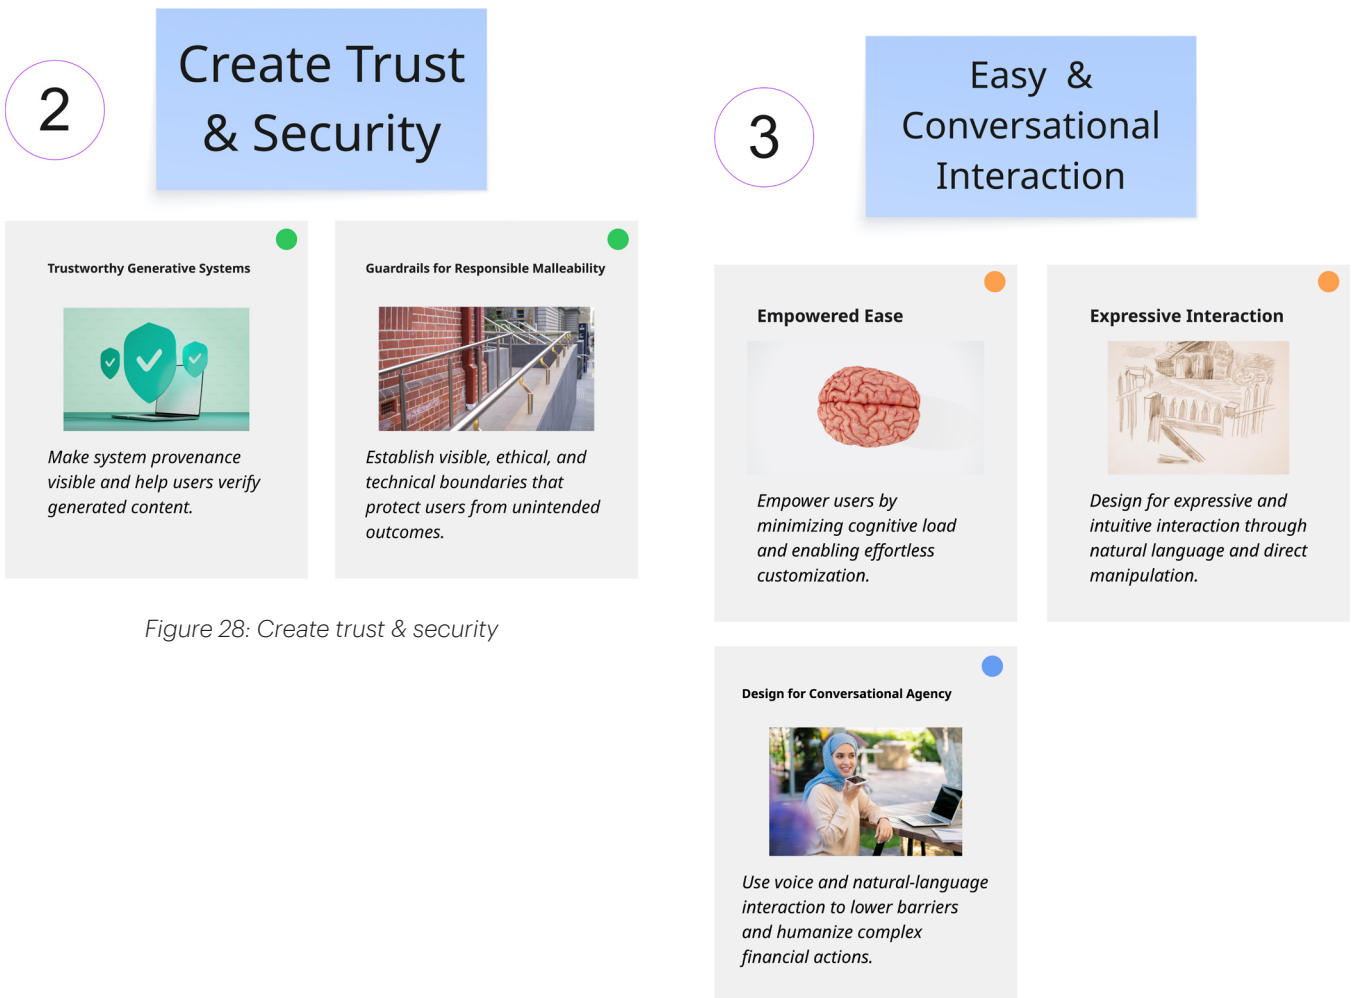 2
Create Trust
& Security
Trustworthy Generative Systems
Make system provenance
visible and help users verify
generated content.
Guardrails for Responsible Malleability
Establish visible, ethical, and
technical boundaries that
protect users from unintended
outcomes.
Figure 28: Create trust & security
3
Easy & 
Conversational
Interaction
Empowered Ease
Empower users by
minimizing cognitive load
and enabling effortless
customization.
Expressive Interaction
Design for expressive and
intuitive interaction through
natural language and direct
manipulation.
Design for Conversational Agency
Use voice and natural-language
interaction to lower barriers
and humanize complex
financial actions.